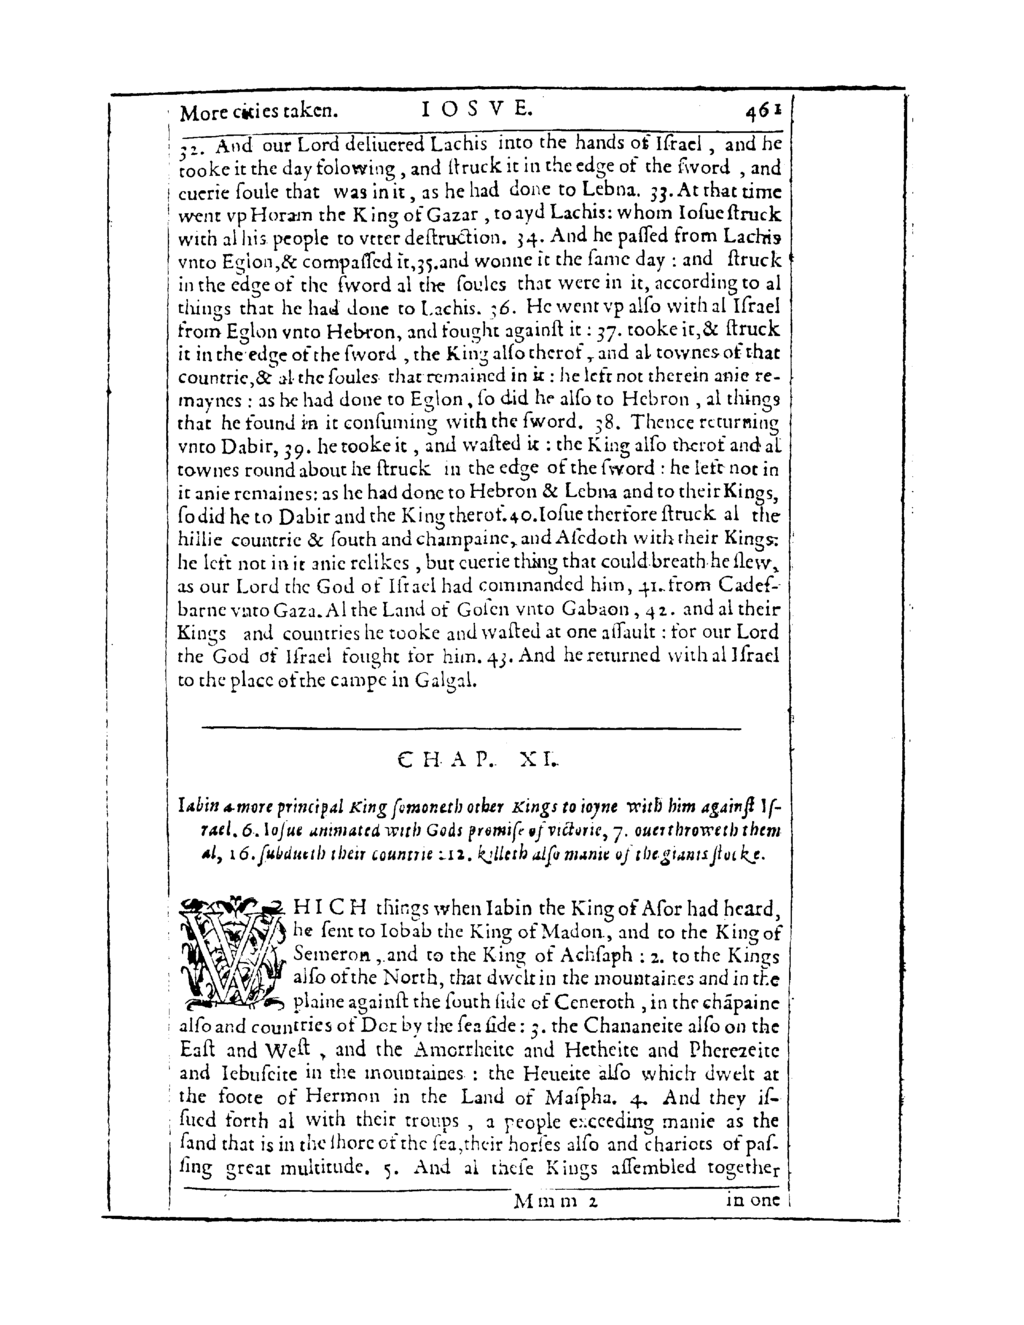 More cities taken. I O S V E. 461
32. And our Lord deliuered Lachis into the hands of Iſrael, and he
tooke it the day folowing, and ſtruck it in the edge of the ſword, and
euerie ſoule that was in it, as he had done to Lebna. 33. At that time
went vp Horam the King of Gazar, to ayd Lachis: whom Ioſue ſtruck
with al his people to vtter deſtruction. 34. And he paſſed from Lachis
vnto Eglon, & compaſſed it, 35. and wonne it the ſame day: and ſtruck
in the edge of the ſword al the ſoules that were in it, according to al
things that he had done to Lachis. 36. He went vp alſo with al Iſrael
from Eglon vnto Hebron, and fought againſt it: 37. tooke it, & ſtruck
it in the edge of the ſword, the King alſo therof, and al townes of that
countrie, & al the ſoules that remained in it: he left not therein anie re-
maynes: as he had done to Eglon, ſo did he alſo to Hebron, al things
that he found in it conſuming with the ſword. 38. Thence returning
vnto Dabir, 39. he tooke it, and waſted it: the King alſo therof and al
townes round about he ſtruck in the edge of the ſword: he left not in
it anie remaines: as he had done to Hebron & Lebna and to their Kings,
ſo did he to Dabir and the King therof. 40. Ioſue therfore ſtruck al the
hillie countrie & ſouth and champaine, and Aſedoth with their Kings:
he left not in it anie relikes, but euerie thing that could breath he ſlew,
as our Lord the God of Iſrael had commanded him, 41. from Cadeſ-
barne vnto Gaza. Al the Land of Goſen vnto Gabaon, 42. and al their
Kings and countries he tooke and waſted at one aſſault: for our Lord
the God of Iſrael fought for him. 43. And he returned with al Iſrael
to the place of the campe in Galgal.
CHAP. XI.
Iabin a more principal King ſomoneth other Kings to ioyne with him againſt Iſ-
rael. 6. Ioſue animated with Gods promiſe of victorie, 7. ouerthroweth them
al, 16. ſubdueth their countrie: 12. killeth alſo manie of the giants ſtocke.
WHICH things when Iabin the King of Aſor had heard,
he ſent to Iobab the King of Madon, and to the King of
Semeron, and to the King of Achſaph: 2. to the Kings
alſo of the North, that dwelt in the mountaines and in the
plaine againſt the ſouth ſide of Ceneroth, in the chãpaine
alſo and countries of Dor by the ſea ſide: 3. the Chananeite alſo on the
Eaſt and Weſt, and the Amorrheite and Hetheite and Pherezeite
and Iebuſeite in the mountaines: the Heueite alſo which dwelt at
the foote of Hermon in the Land of Maſpha. 4. And they iſ-
ſued forth al with their troups, a people exceeding manie as the
ſand that is in the ſhore of the ſea, their horſes alſo and chariots of paſ-
ſing great multitude. 5. And al theſe Kings aſſembled together
Mmm 2 in one